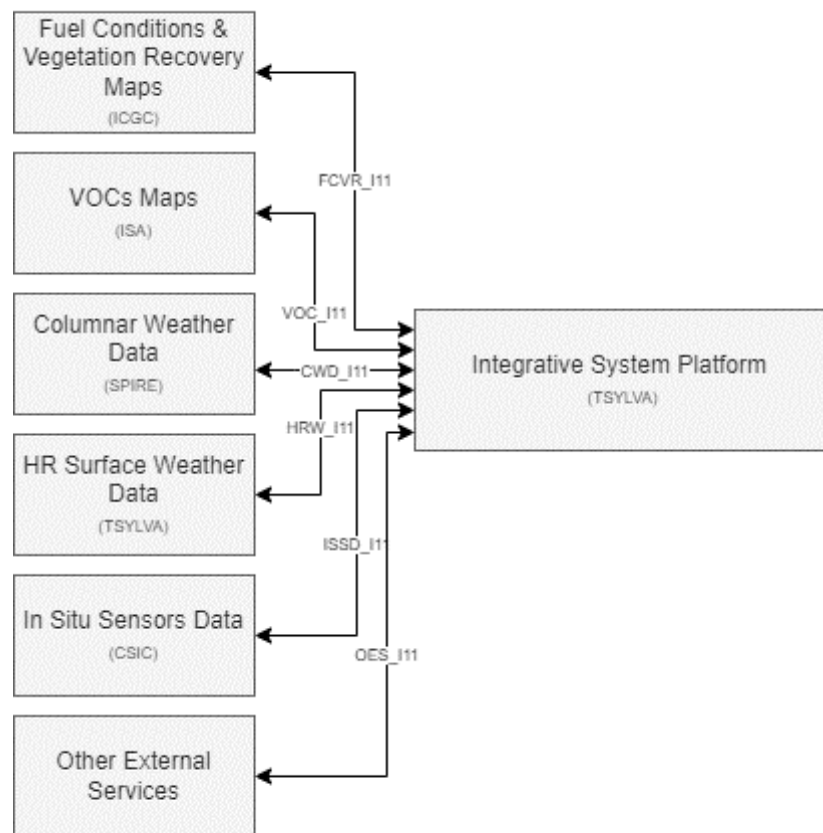 Fuel Conditions &
Vegetation Recovery
Maps
(ICGC)
FCVR_I11
VOCs Maps
(ISA)
VOC_I11
Columnar Weather
Data
(SPIRE)
CWD_I11
Integrative System Platform
(TSYLVA)
HRW_I11
HR Surface Weather
Data
(TSYLVA)
ISSD_I11
In Situ Sensors Data
(CSIC)
OES_I11
Other External
Services